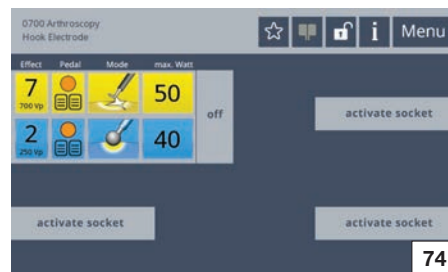 0700 Arthroscopy
Hook Electrode
i Menu
Effect Pedal Mode max. Watt
7 50
700 Vp
off
2 40
250 Vp
activate socket
activate socket
activate socket
74